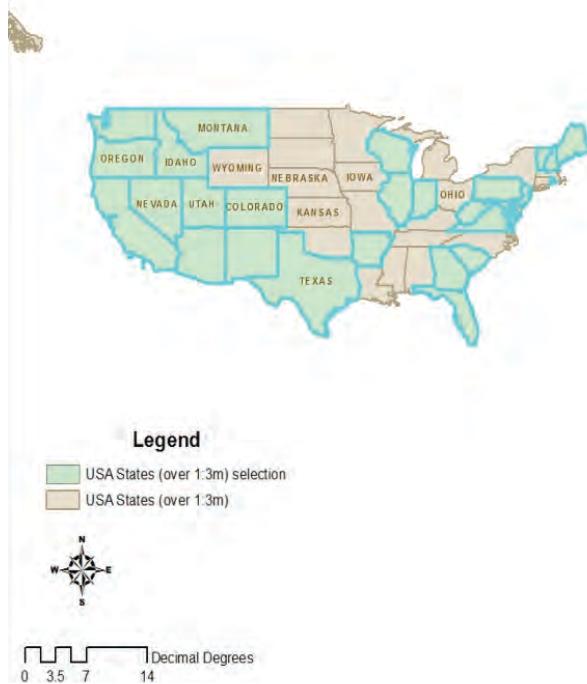 MONTANA
OREGON
IDAHO
WYOMING
NEBRASKA
IOWA
OHIO
NEVADA
UTAH
COLORADO
KANSAS
TEXAS
Legend
USA States (over 1:3m) selection
USA States (over 1:3m)
N
W E
S
Decimal Degrees
0 3.5 7 14